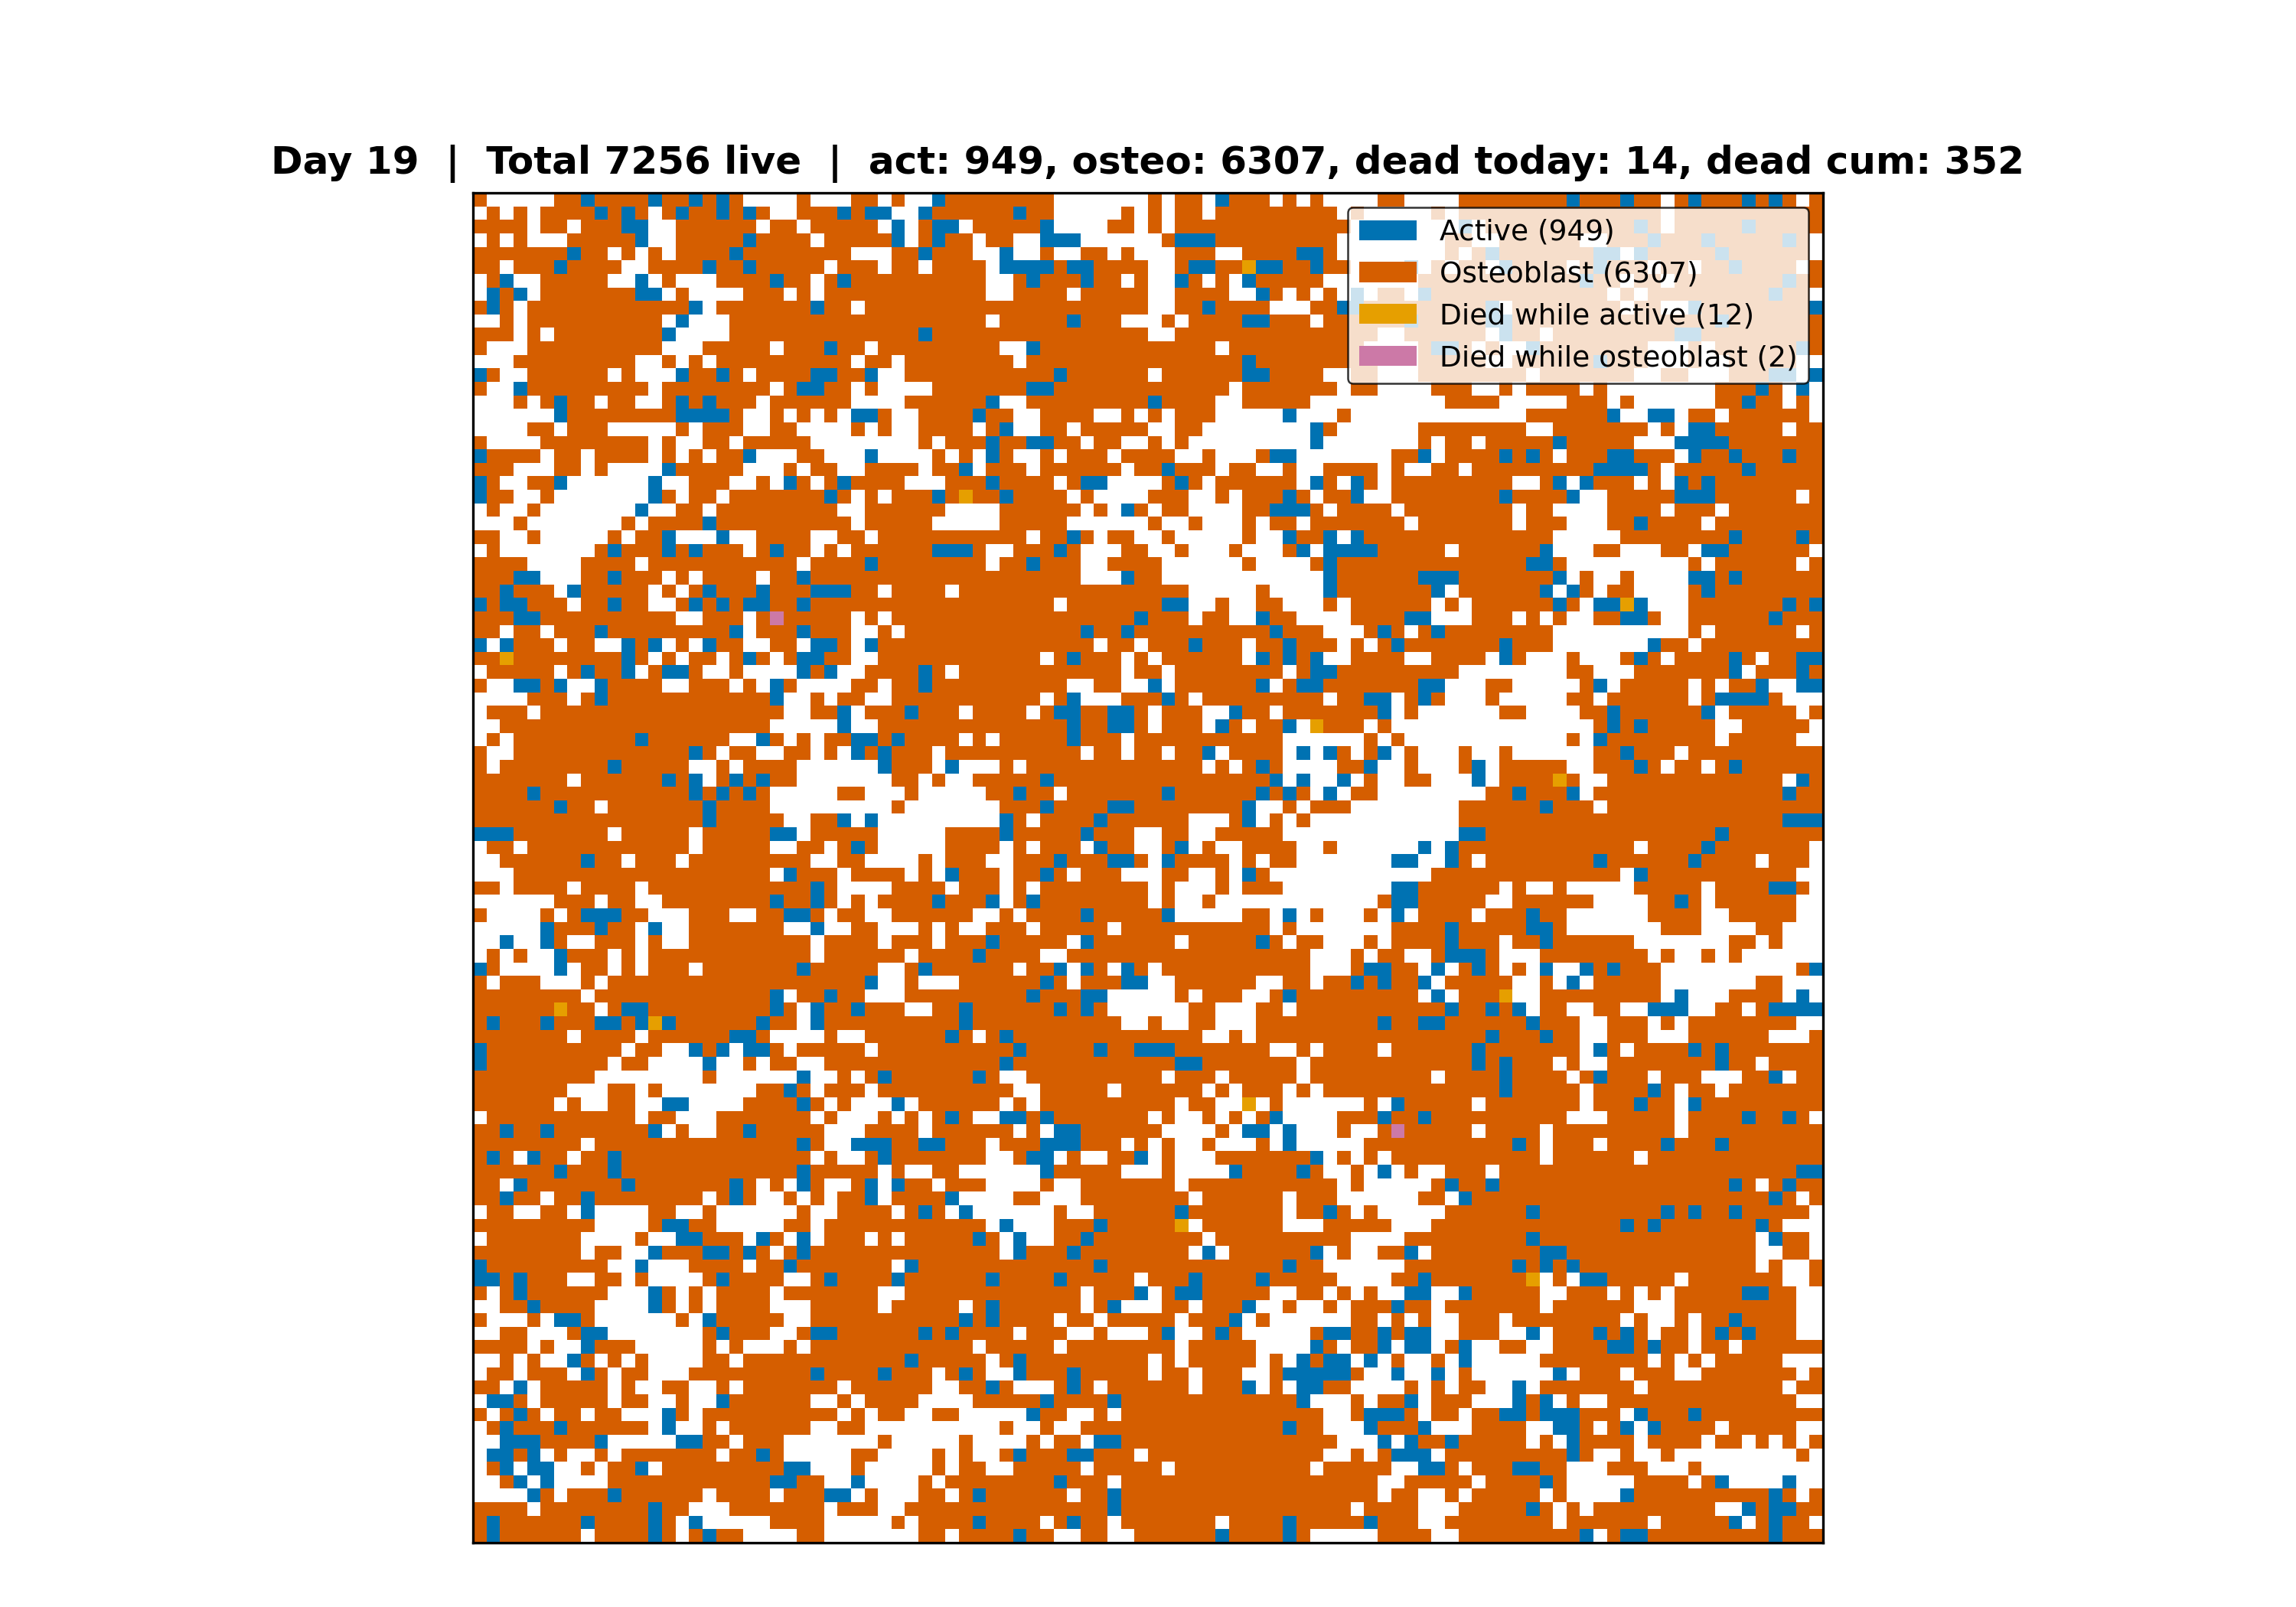 Day 19 | Total 7256 live | act: 949, osteo: 6307, dead today: 14, dead cum: 352
Active (949)
Osteoblast (6307)
Died while active (12)
Died while osteoblast (2)